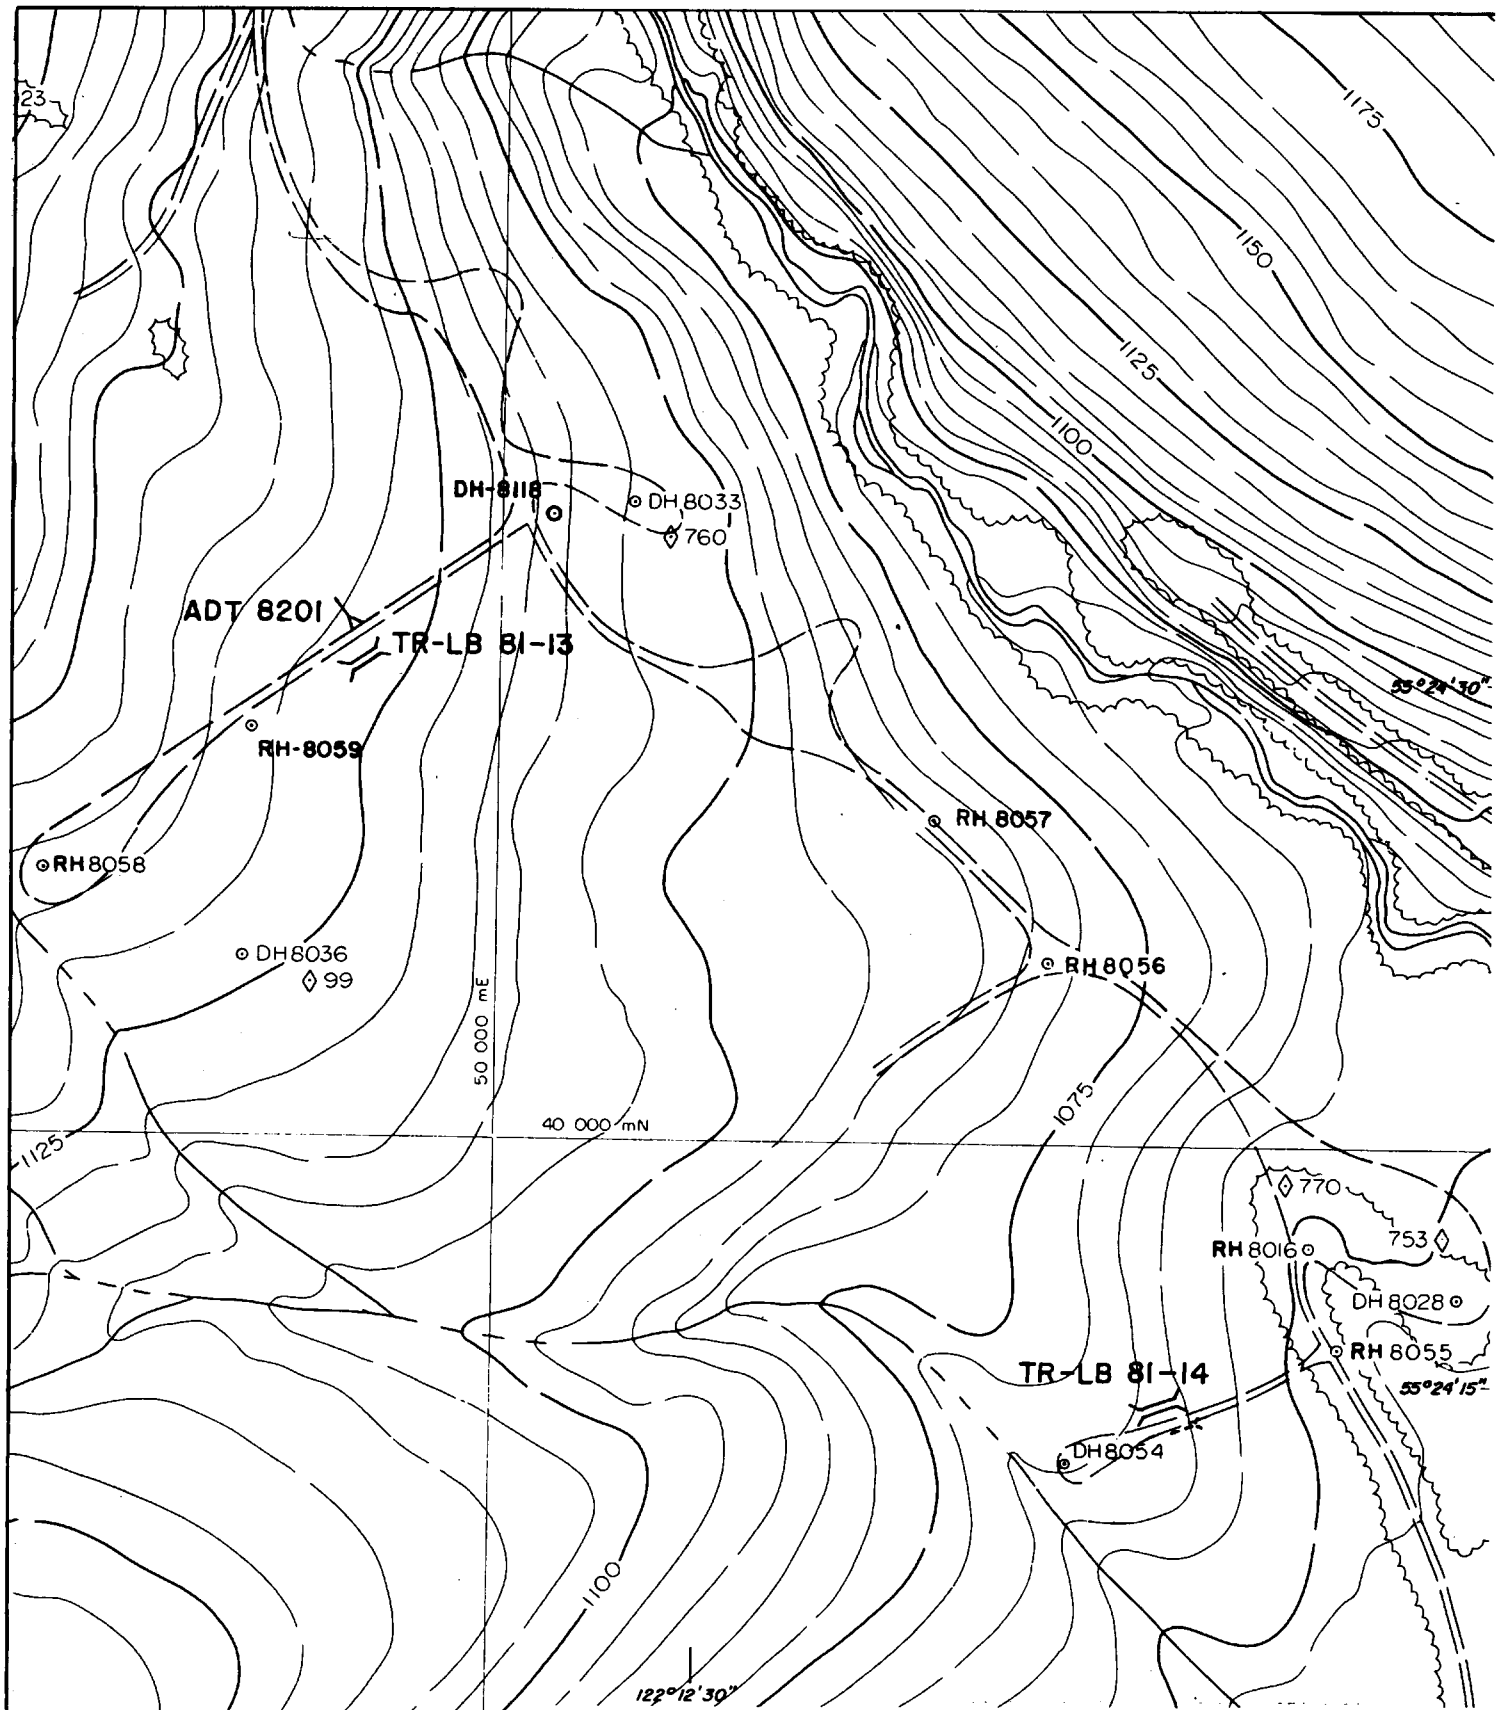 23
1175
1150
1125
1100
DH-8118
DH 8033
760
ADT 8201
TR-LB 81-13
55°24'30"
RH-8059
RH 8057
RH 8058
DH 8036
99
RH 8056
50 000 mE
40 000 mN
1075
1125
770
753
RH 8016
DH 8028
RH 8055
TR-LB 81-14
55°24'15"
DH 8054
1100
122°12'30"